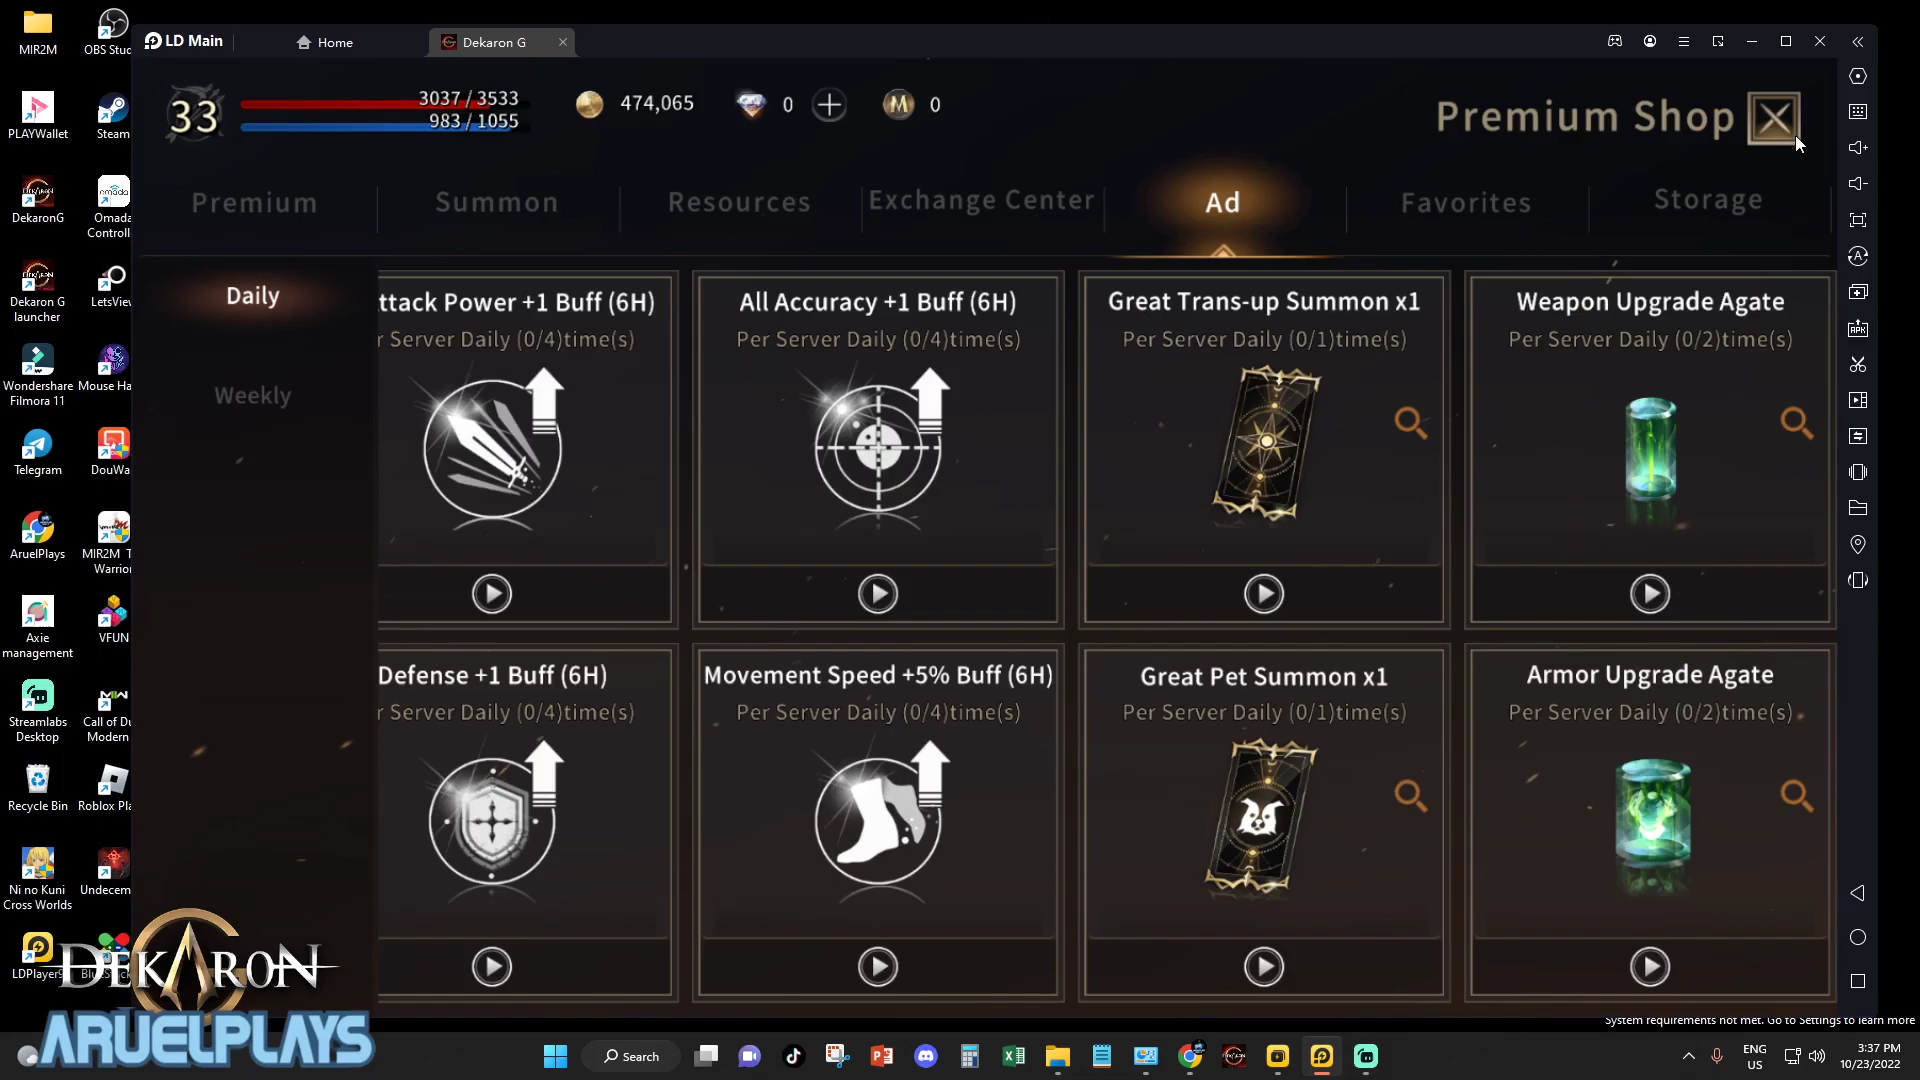 LD Main
Home
Dekaron G
33
3037 / 3533
983 / 1055
474,065
0
M
0
Premium Shop
Premium
Summon
Resources
Exchange Center
Ad
Favorites
Storage
Daily
Weekly
ttack Power +1 Buff (6H)
r Server Daily (0/4)time(s)
All Accuracy +1 Buff (6H)
Per Server Daily (0/4)time(s)
Great Trans-up Summon x1
Per Server Daily (0/1)time(s)
Weapon Upgrade Agate
Per Server Daily (0/2)time(s)
Defense +1 Buff (6H)
r Server Daily (0/4)time(s)
Movement Speed +5% Buff (6H)
Per Server Daily (0/4)time(s)
Great Pet Summon x1
Per Server Daily (0/1)time(s)
Armor Upgrade Agate
Per Server Daily (0/2)time(s)
MIR2M
OBS Stud
PLAYWallet
Steam
DekaronG
Omada
Controll
Dekaron G
launcher
LetsView
Wondershare
Filmora 11
Mouse Ha
Telegram
DouWa
AruelPlays
MIR2M T
Warrior
Axie
management
VFUN
Streamlabs
Desktop
Call of Du
Modern
Recycle Bin
Roblox Pla
Ni no Kuni
Cross Worlds
Undecem
LDPlayer
DEKARON
ARUELPLAYS
System requirements not met. Go to Settings to learn more
Search
ENG
US
3:37 PM
10/23/2022